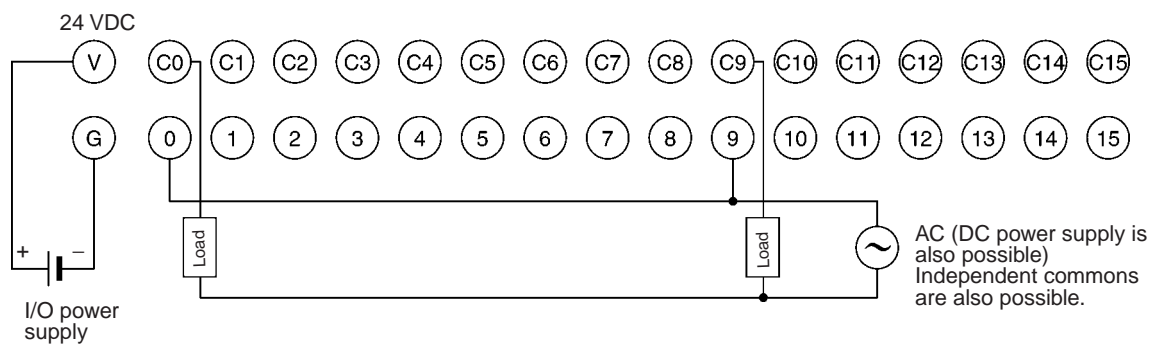 24 VDC
V C0 C1 C2 C3 C4 C5 C6 C7 C8 C9 C10 C11 C12 C13 C14 C15
G 0 1 2 3 4 5 6 7 8 9 10 11 12 13 14 15
+ –
Load
Load
I/O power
supply
AC (DC power supply is
also possible)
Independent commons
are also possible.